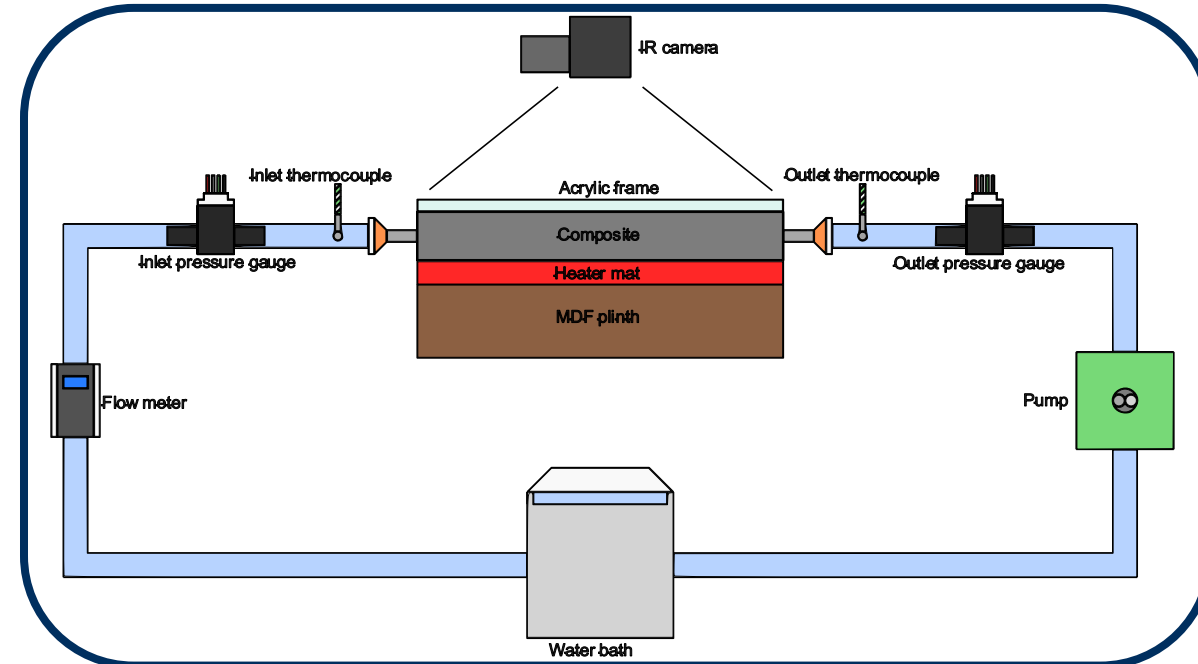 IR camera
Inlet thermocouple
Acrylic frame
Outlet thermocouple
Composite
Inlet pressure gauge
Outlet pressure gauge
Heater mat
MDF plinth
Flow meter
Pump
Water bath